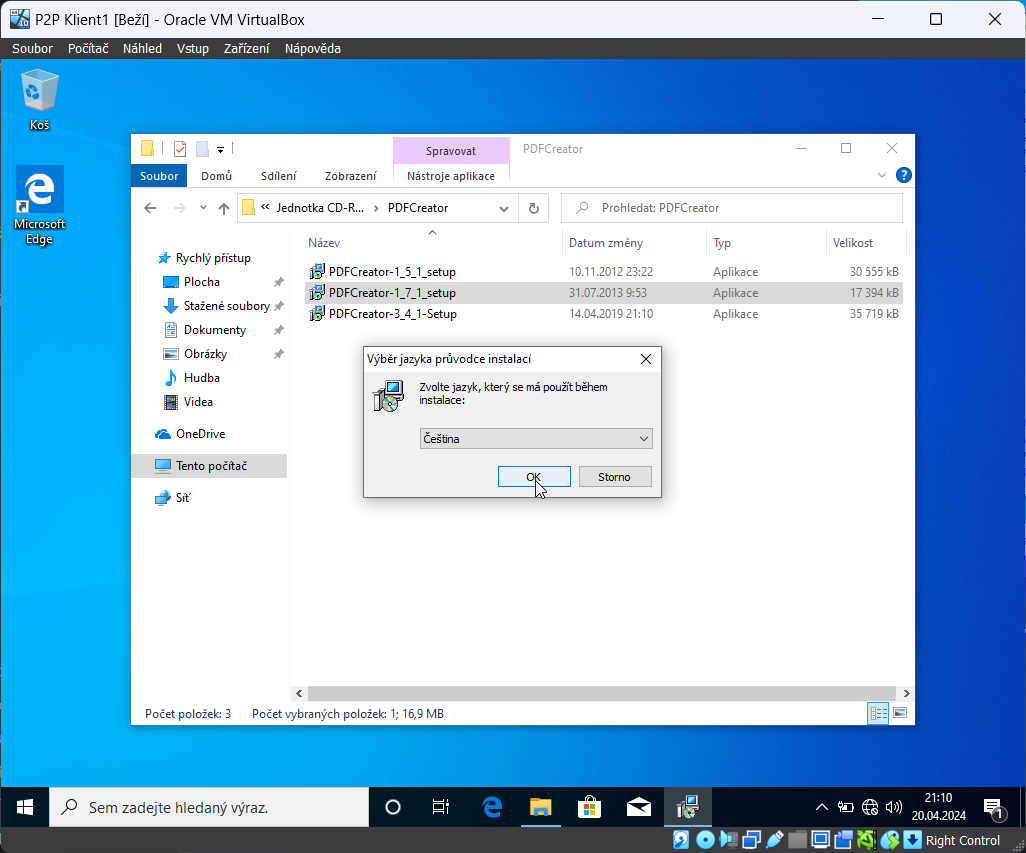 P2P Klient1 [Beží] - Oracle VM VirtualBox
Soubor Počítač Náhled Vstup Zařízení Nápověda
Koš
Microsoft
Edge
Spravovat
PDFCreator
Soubor Domů Sdílení Zobrazení Nástroje aplikace
« Jednotka CD-R... > PDFCreator
Prohledat: PDFCreator
Název Datum změny Typ Velikost
PDFCreator-1_5_1_setup 10.11.2012 23:22 Aplikace 30 555 kB
PDFCreator-1_7_1_setup 31.07.2013 9:53 Aplikace 17 394 kB
PDFCreator-3_4_1-Setup 14.04.2019 21:10 Aplikace 35 719 kB
Rychlý přístup
Plocha
Stažené soubory
Dokumenty
Obrázky
Hudba
Videa
OneDrive
Tento počítač
Síť
Výběr jazyka průvodce instalací
Zvolte jazyk, který se má použít během
instalace:
Čeština
OK Storno
Počet položek: 3 Počet vybraných položek: 1; 16,9 MB
Sem zadejte hledaný výraz.
21:10
20.04.2024
1
Right Control